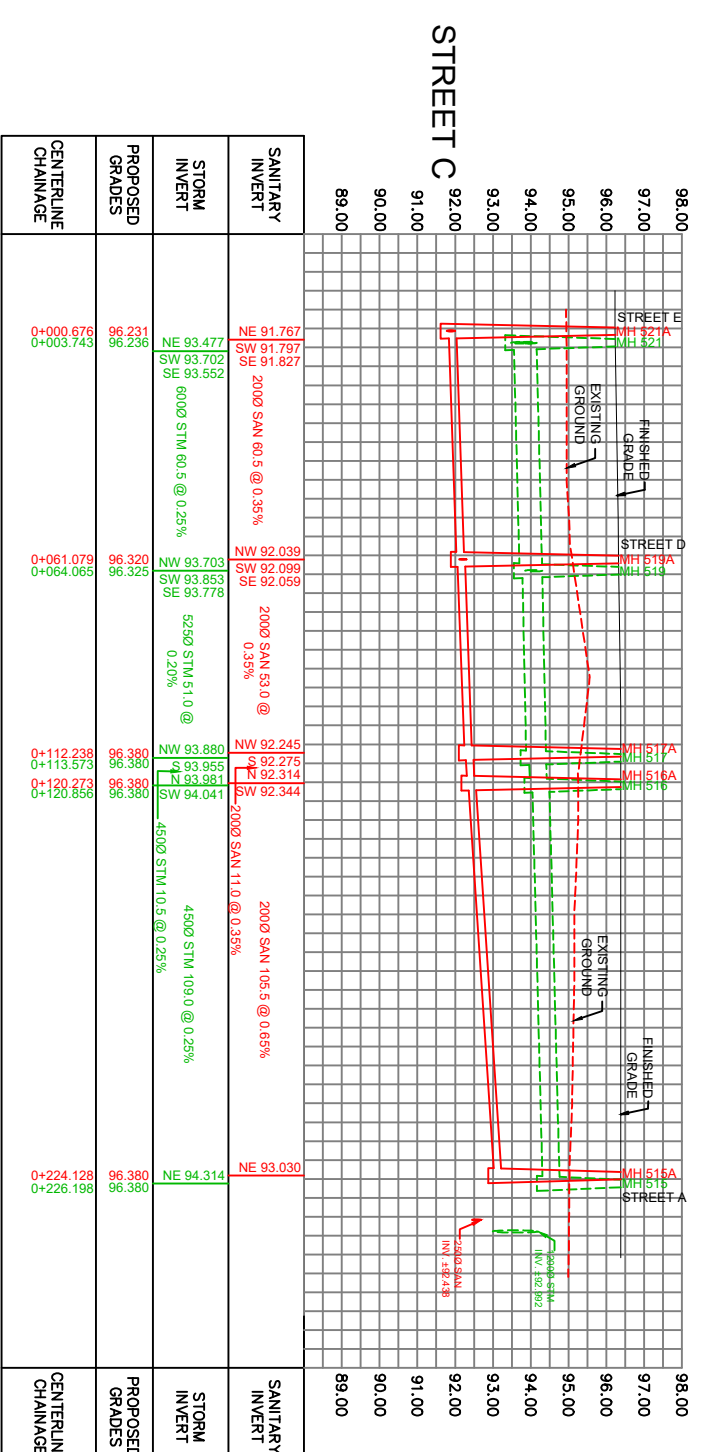 STREET C
98.00
97.00
96.00
95.00
94.00
93.00
92.00
91.00
90.00
89.00
STREET E
MH 521A
MH 521
FINISHED
GRADE
EXISTING
GROUND
STREET D
MH 519A
MH 519
MH 517A
MH 517
MH 516A
MH 516
EXISTING
GROUND
FINISHED
GRADE
MH 515A
MH 515
STREET A
1200Ø STM
INV. ±92.992
250Ø SAN
INV. ±92.438
98.00
97.00
96.00
95.00
94.00
93.00
92.00
91.00
90.00
89.00
SANITARY
INVERT
NE 91.767
SW 91.797
SE 91.827
200Ø SAN 60.5 @ 0.35%
NW 92.039
SW 92.099
SE 92.059
200Ø SAN 53.0 @
0.35%
NW 92.245
S 92.275
N 92.314
SW 92.344
200Ø SAN 11.0 @ 0.35%
200Ø SAN 105.5 @ 0.65%
NE 93.030
SANITARY
INVERT
STORM
INVERT
NE 93.477
SW 93.702
SE 93.552
600Ø STM 60.5 @ 0.25%
NW 93.703
SW 93.853
SE 93.778
525Ø STM 51.0 @
0.20%
NW 93.880
S 93.955
N 93.981
SW 94.041
450Ø STM 10.5 @ 0.25%
450Ø STM 109.0 @ 0.25%
NE 94.314
STORM
INVERT
PROPOSED
GRADES
96.231
96.236
96.320
96.325
96.380
96.380
96.380
96.380
96.380
96.380
PROPOSED
GRADES
CENTERLINE
CHAINAGE
0+000.676
0+003.743
0+061.079
0+064.065
0+112.238
0+113.573
0+120.273
0+120.856
0+224.128
0+226.198
CENTERLIN
CHAINAGE